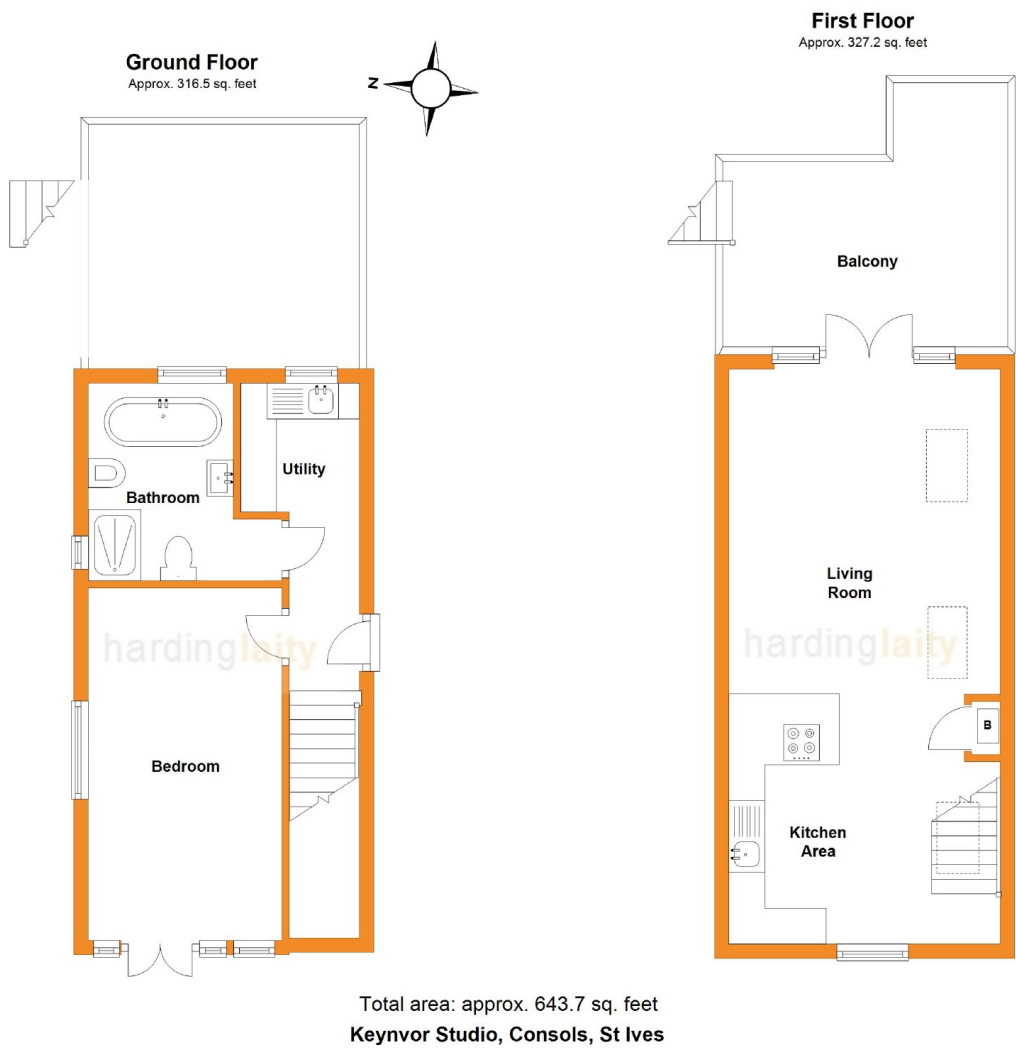 Ground Floor
Approx. 316.5 sq. feet
N
Bathroom
Utility
hardinglaity
Bedroom
First Floor
Approx. 327.2 sq. feet
Balcony
Living
Room
hardinglaity
B
Kitchen
Area
Total area: approx. 643.7 sq. feet
Keynvor Studio, Consols, St Ives